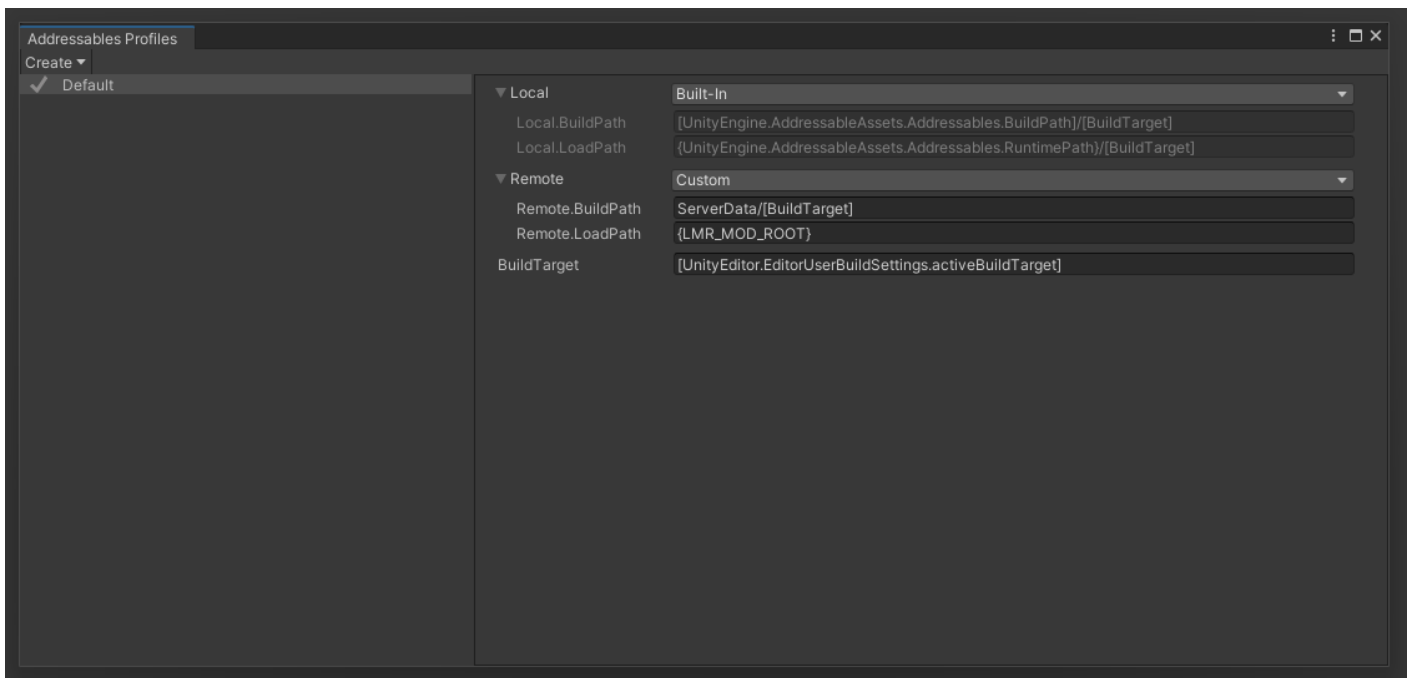 Addressables Profiles
Create
Default
Local Built-In
Local.BuildPath [UnityEngine.AddressableAssets.Addressables.BuildPath]/[BuildTarget]
Local.LoadPath {UnityEngine.AddressableAssets.Addressables.RuntimePath}/[BuildTarget]
Remote Custom
Remote.BuildPath ServerData/[BuildTarget]
Remote.LoadPath {LMR_MOD_ROOT}
BuildTarget [UnityEditor.EditorUserBuildSettings.activeBuildTarget]